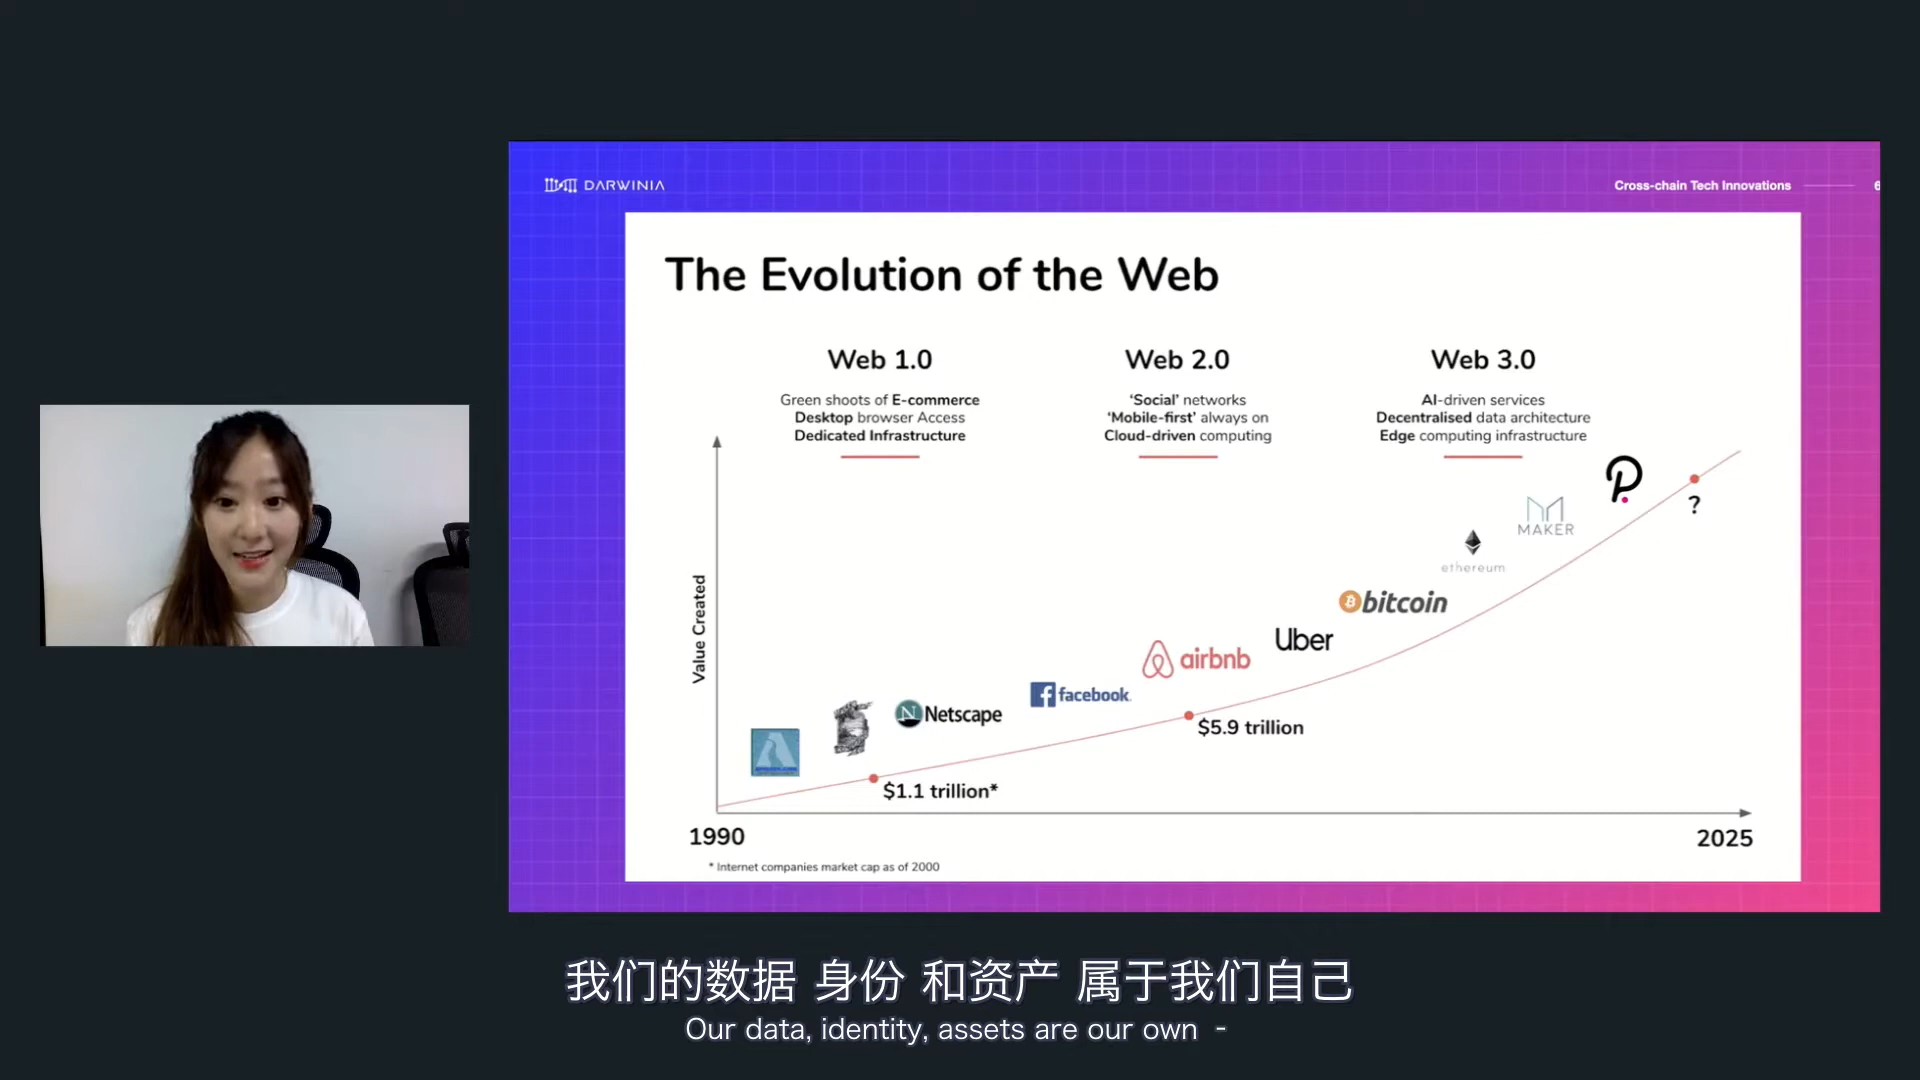 DARWINIA
Cross-chain Tech Innovations
The Evolution of the Web
Web 1.0
Green shoots of E-commerce
Desktop browser Access
Dedicated Infrastructure
Web 2.0
‘Social’ networks
‘Mobile-first’ always on
Cloud-driven computing
Web 3.0
AI-driven services
Decentralised data architecture
Edge computing infrastructure
?
MAKER
ethereum
bitcoin
Uber
airbnb
facebook.
Netscape
Value Created
$5.9 trillion
$1.1 trillion*
1990
2025
* Internet companies market cap as of 2000
我们的数据 身份 和资产 属于我们自己
Our data, identity, assets are our own -